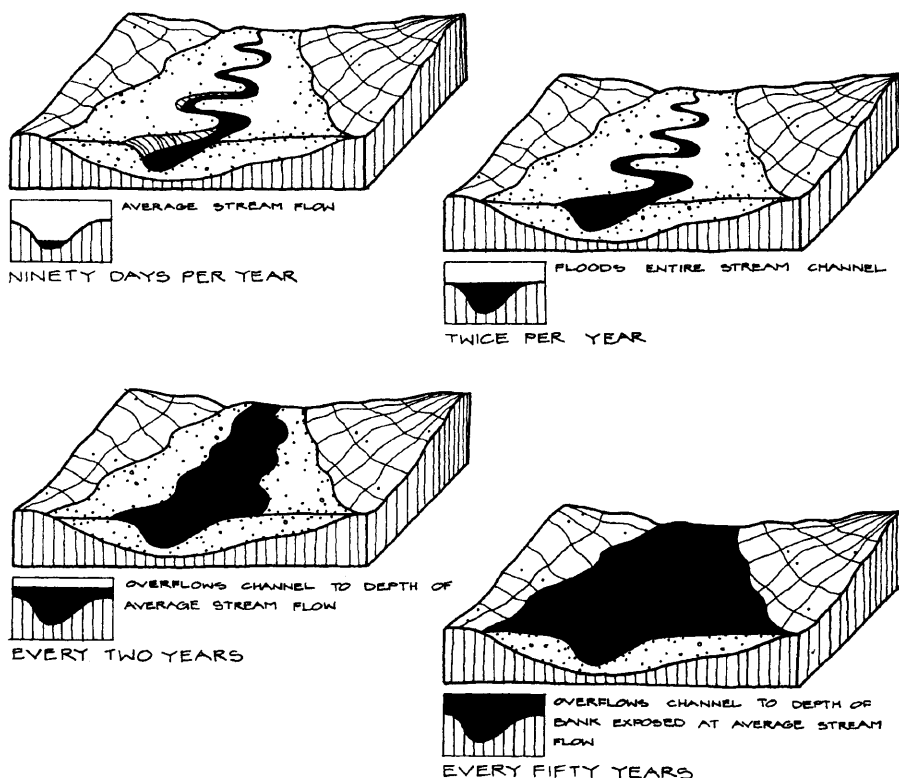 AVERAGE STREAM FLOW
NINETY DAYS PER YEAR
FLOODS ENTIRE STREAM CHANNEL
TWICE PER YEAR
OVERFLOWS CHANNEL TO DEPTH OF
AVERAGE STREAM FLOW
EVERY TWO YEARS
OVERFLOWS CHANNEL TO DEPTH OF
BANK EXPOSED AT AVERAGE STREAM
FLOW
EVERY FIFTY YEARS